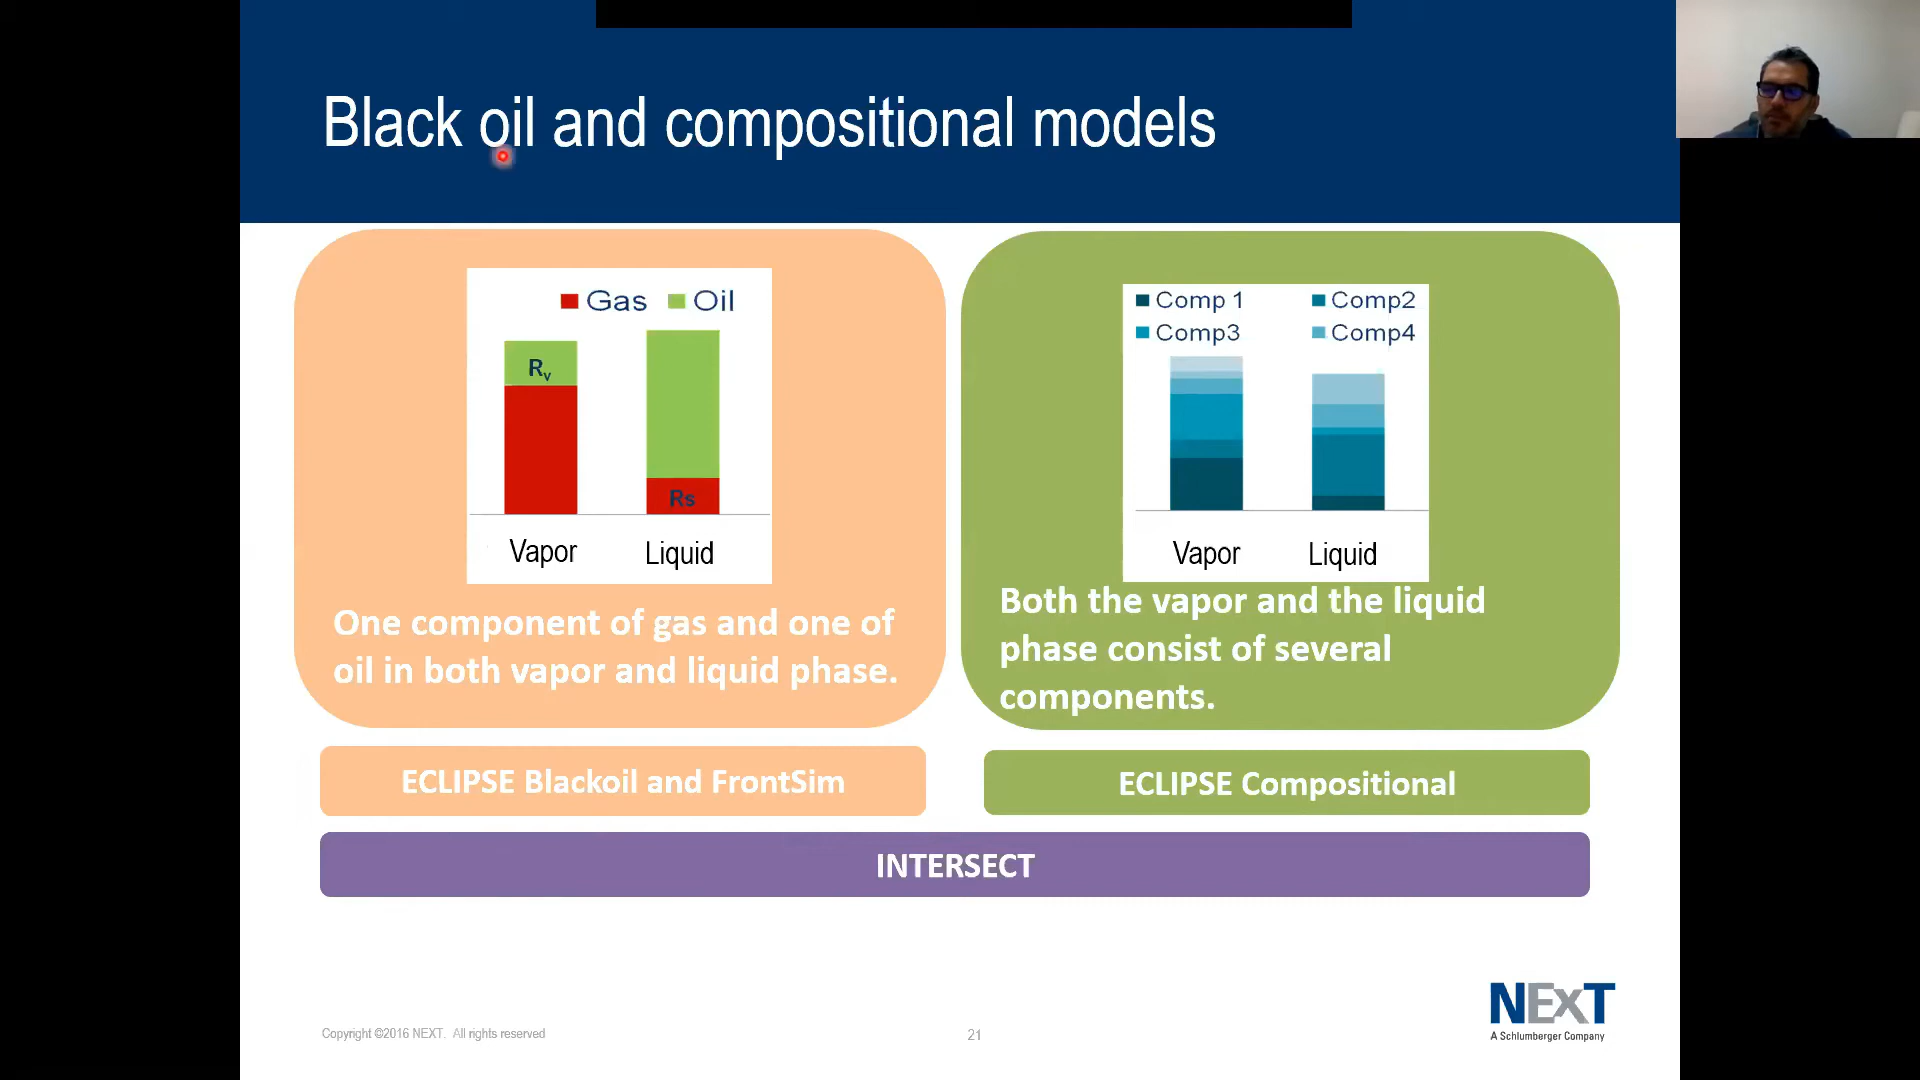 Black oil and compositional models
Gas Oil
Rv
Rs
Vapor Liquid
One component of gas and one of
oil in both vapor and liquid phase.
Comp 1 Comp2
Comp3 Comp4
Vapor Liquid
Both the vapor and the liquid
phase consist of several
components.
ECLIPSE Blackoil and FrontSim
ECLIPSE Compositional
INTERSECT
Copyright ©2016 NEXT. All rights reserved
21
NExT
A Schlumberger Company